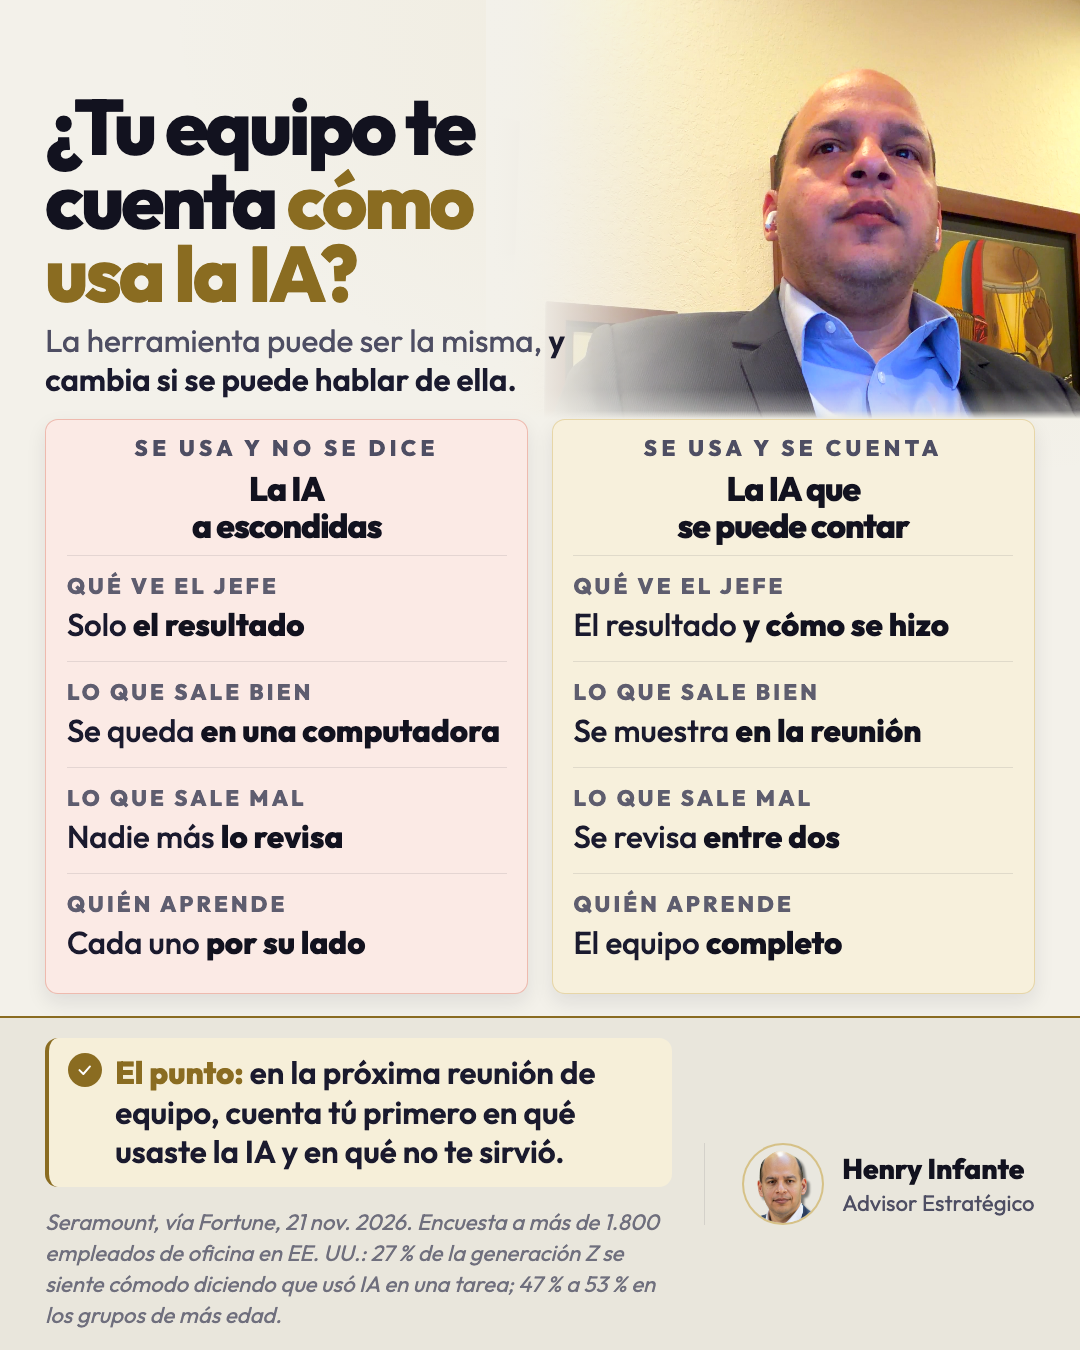 ¿Tu equipo te
cuenta cómo
usa la IA?
La herramienta puede ser la misma, y
cambia si se puede hablar de ella.
SE USA Y NO SE DICE
La IA
a escondidas
QUÉ VE EL JEFE
Solo el resultado
LO QUE SALE BIEN
Se queda en una computadora
LO QUE SALE MAL
Nadie más lo revisa
QUIÉN APRENDE
Cada uno por su lado
SE USA Y SE CUENTA
La IA que
se puede contar
QUÉ VE EL JEFE
El resultado y cómo se hizo
LO QUE SALE BIEN
Se muestra en la reunión
LO QUE SALE MAL
Se revisa entre dos
QUIÉN APRENDE
El equipo completo
El punto: en la próxima reunión de
equipo, cuenta tú primero en qué
usaste la IA y en qué no te sirvió.
Seramount, vía Fortune, 21 nov. 2026. Encuesta a más de 1.800
empleados de oficina en EE. UU.: 27 % de la generación Z se
siente cómodo diciendo que usó IA en una tarea; 47 % a 53 % en
los grupos de más edad.
Henry Infante
Advisor Estratégico